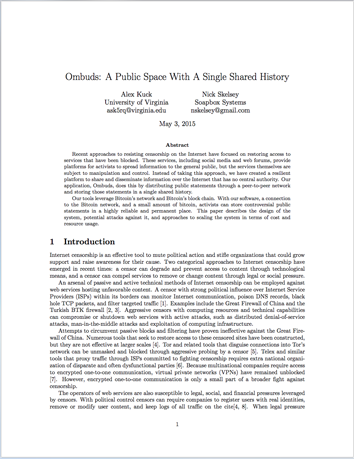 Ombuds: A Public Space With A Single Shared History
Alex Kuck
University of Virginia
ask5rq@virginia.edu
Nick Skelsey
Soapbox Systems
nskelsey@gmail.com
May 3, 2015
Abstract
Recent approaches to resisting censorship on the Internet have focused on restoring access to
services that have been blocked. These services, including social media and web forums, provide
platforms for activists to spread information to the general public, but the services themselves are
subject to manipulation and control. Instead of taking this approach, we have created a resilient
platform to share and disseminate information over the Internet that has no central authority. Our
application, Ombuds, does this by distributing public statements through a peer-to-peer network
and storing those statements in a single shared history.
Our tools leverage Bitcoin's network and Bitcoin's block chain. With our software, a connection
to the Bitcoin network, and a small amount of bitcoin, activists can store controversial public
statements in a highly reliable and permanent place. This paper describes the design of the
system, potential attacks against it, and approaches to scaling the system in terms of cost and
resource usage.
1 Introduction
Internet censorship is an effective tool to mute political action and stifle organizations that could grow
support and raise awareness for their cause. Two categorical approaches to Internet censorship have
emerged in recent times: a censor can degrade and prevent access to content through technological
means, and a censor can compel services to remove or change content through legal or social pressure.
An arsenal of passive and active technical methods of Internet censorship can be employed against
web services hosting unfavorable content. A censor with strong political influence over Internet Service
Providers (ISPs) within its borders can monitor Internet communication, poison DNS records, black
hole TCP packets, and filter targeted traffic [1]. Examples include the Great Firewall of China and the
Turkish BTK firewall [2, 3]. Aggressive censors with computing resources and technical capabilities
can compromise or shutdown web services with active attacks, such as distributed denial-of-service
attacks, man-in-the-middle attacks and exploitation of computing infrastructure.
Attempts to circumvent passive blocks and filtering have proven ineffective against the Great Fire-
wall of China. Numerous tools that seek to restore access to these censored sites have been constructed,
but they are not effective at larger scales [4]. Tor and related tools that disguise connections into Tor's
network can be unmasked and blocked through aggressive probing by a censor [5]. Telex and similar
tools that proxy traffic through ISPs committed to fighting censorship require extra national organi-
zation of disparate and often dysfunctional parties [6]. Because multinational companies require access
to encrypted one-to-one communication, virtual private networks (VPNs) have remained unblocked
[7]. However, encrypted one-to-one communication is only a small part of a broader fight against
censorship.
The operators of web services are also susceptible to legal, social, and financial pressures leveraged
by censors. With political control censors can require companies to register users with real identities,
remove or modify user content, and keep logs of all traffic on the cite[4, 8]. When legal pressure
1